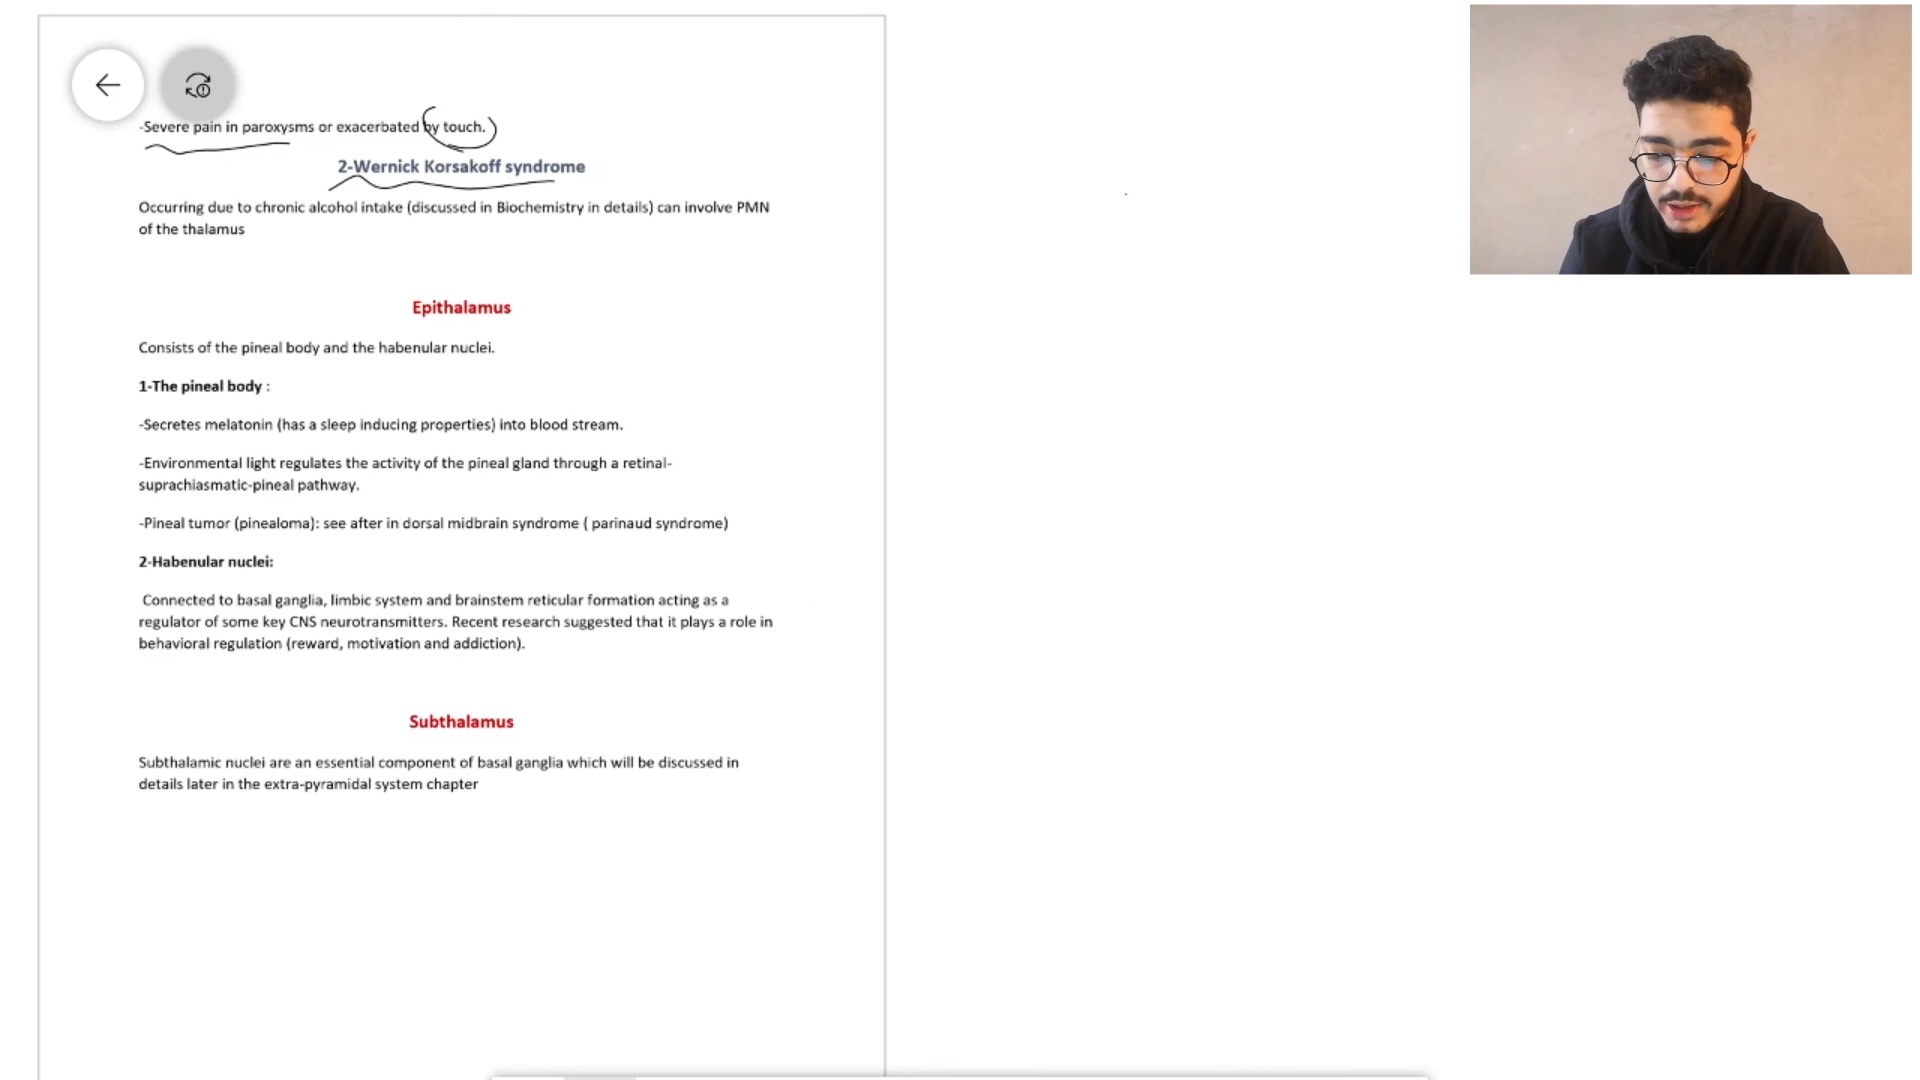 -Severe pain in paroxysms or exacerbated by touch.
2-Wernick Korsakoff syndrome
Occurring due to chronic alcohol intake (discussed in Biochemistry in details) can involve PMN
of the thalamus
Epithalamus
Consists of the pineal body and the habenular nuclei.
1-The pineal body :
-Secretes melatonin (has a sleep inducing properties) into blood stream.
-Environmental light regulates the activity of the pineal gland through a retinal-
suprachiasmatic-pineal pathway.
-Pineal tumor (pinealoma): see after in dorsal midbrain syndrome ( parinaud syndrome)
2-Habenular nuclei:
Connected to basal ganglia, limbic system and brainstem reticular formation acting as a
regulator of some key CNS neurotransmitters. Recent research suggested that it plays a role in
behavioral regulation (reward, motivation and addiction).
Subthalamus
Subthalamic nuclei are an essential component of basal ganglia which will be discussed in
details later in the extra-pyramidal system chapter